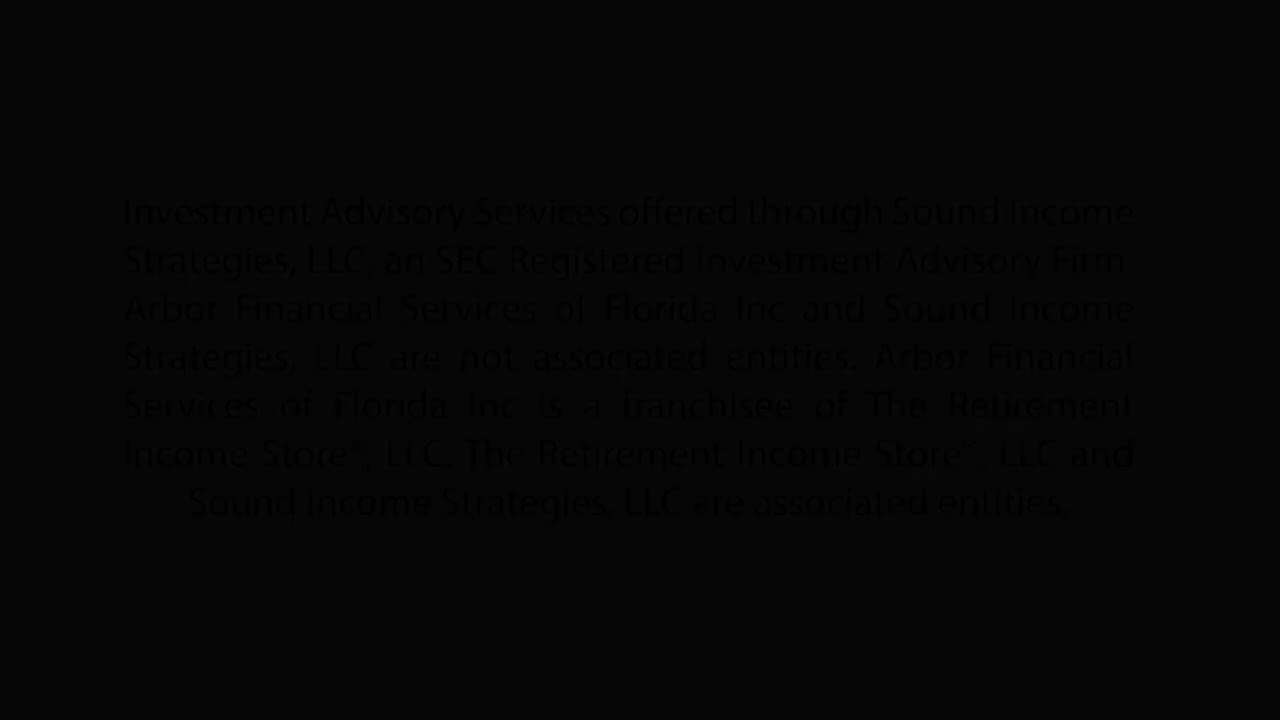 Investment Advisory Services offered through Sound Income
Strategies, LLC, an SEC Registered Investment Advisory Firm.
Arbor Financial Services of Florida Inc and Sound Income
Strategies, LLC are not associated entities. Arbor Financial
Services of Florida Inc is a franchisee of The Retirement
Income Store®, LLC. The Retirement Income Store®, LLC and
Sound Income Strategies, LLC are associated entities.